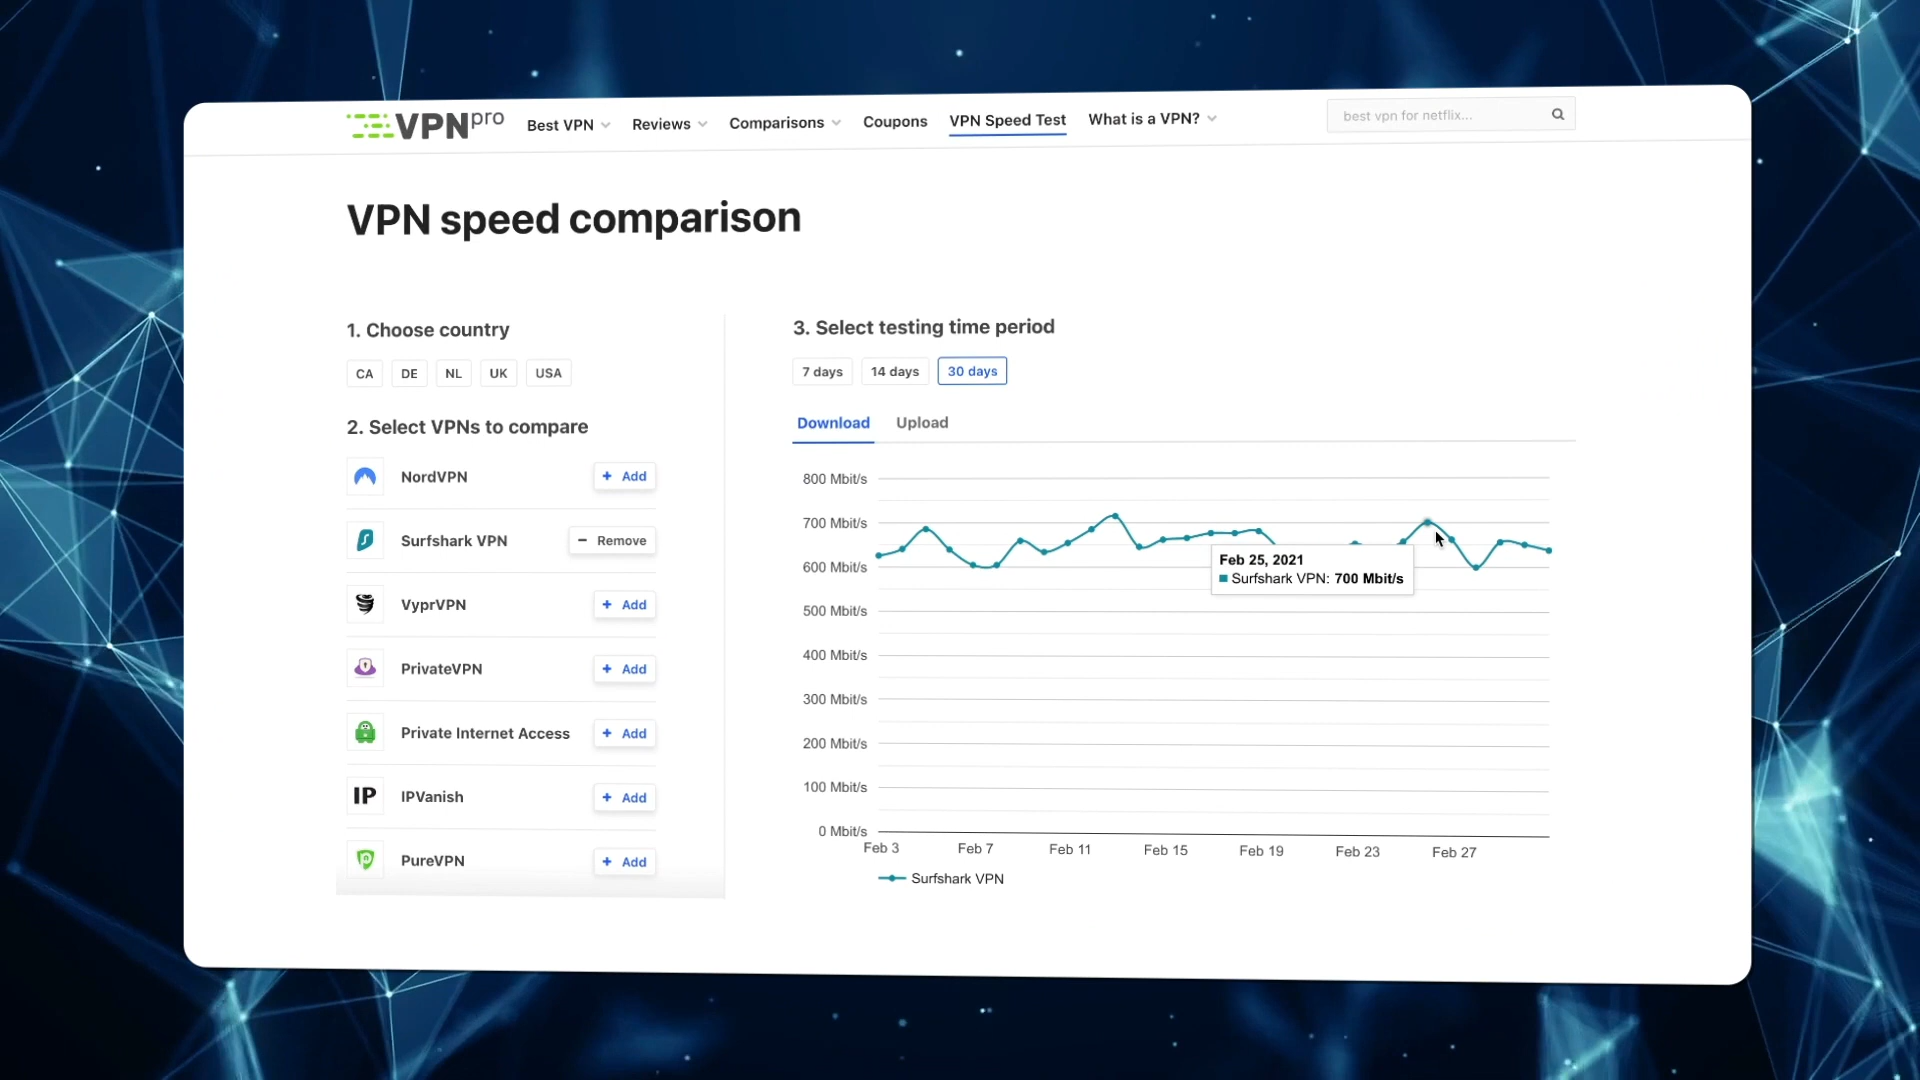 VPNpro
Best VPN
Reviews
Comparisons
Coupons
VPN Speed Test
What is a VPN?
best vpn for netflix...
VPN speed comparison
1. Choose country
CA
DE
NL
UK
USA
2. Select VPNs to compare
NordVPN
+ Add
Surfshark VPN
− Remove
VyprVPN
+ Add
PrivateVPN
+ Add
Private Internet Access
+ Add
IP
IPVanish
+ Add
PureVPN
+ Add
3. Select testing time period
7 days
14 days
30 days
Download
Upload
800 Mbit/s
700 Mbit/s
600 Mbit/s
500 Mbit/s
400 Mbit/s
300 Mbit/s
200 Mbit/s
100 Mbit/s
0 Mbit/s
Feb 25, 2021
Surfshark VPN: 700 Mbit/s
Feb 3
Feb 7
Feb 11
Feb 15
Feb 19
Feb 23
Feb 27
Surfshark VPN